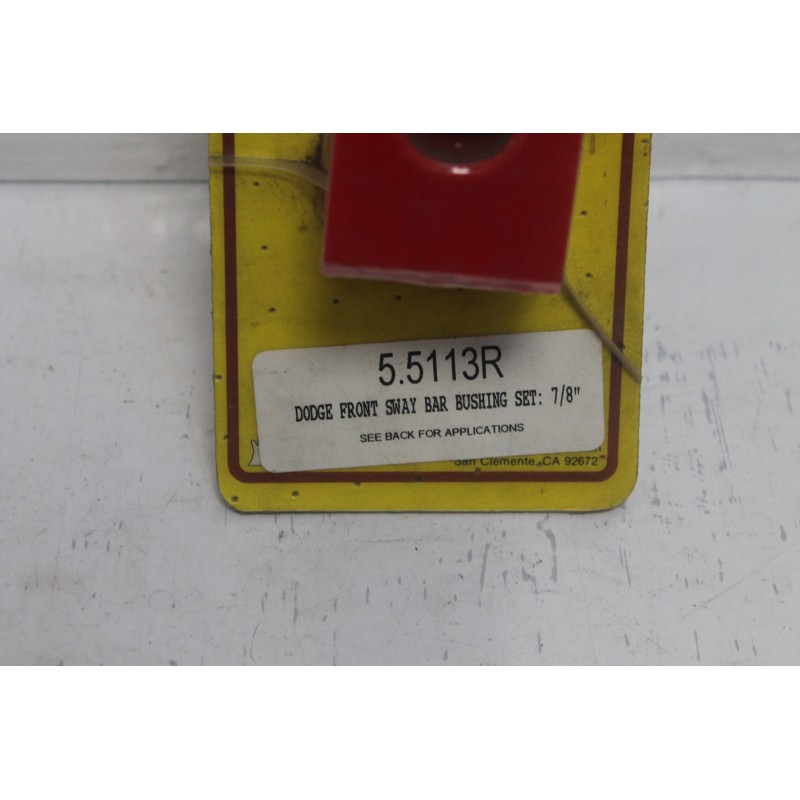 5.5113R
DODGE FRONT SWAY BAR BUSHING SET: 7/8"
SEE BACK FOR APPLICATIONS
San Clemente, CA 92672